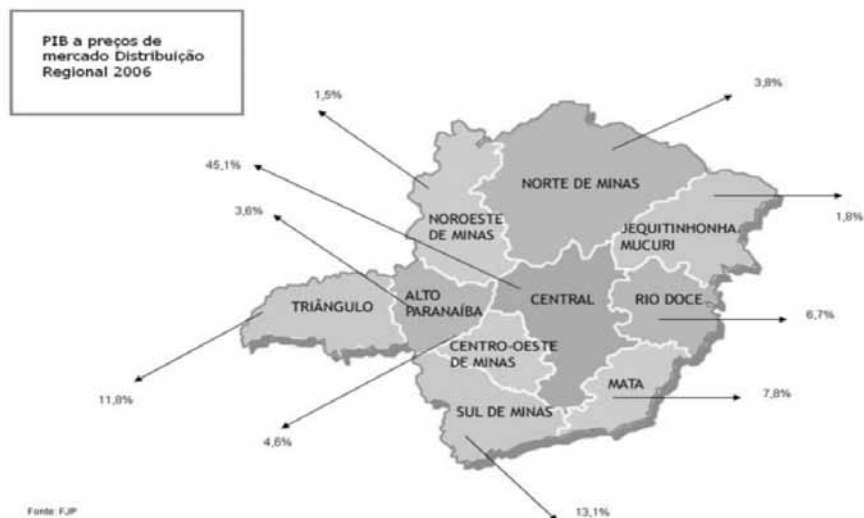 PIB a preços de
mercado Distribuição
Regional 2006
1,5%
3,8%
45,1%
3,6%
NORTE DE MINAS
NOROESTE
DE MINAS
JEQUITINHONHA
MUCURI
1,8%
TRIÂNGULO
ALTO
PARANAÍBA
CENTRAL
RIO DOCE
6,7%
CENTRO-OESTE
DE MINAS
MATA
7,8%
11,8%
SUL DE MINAS
4,6%
13,1%
Fonte: FJP